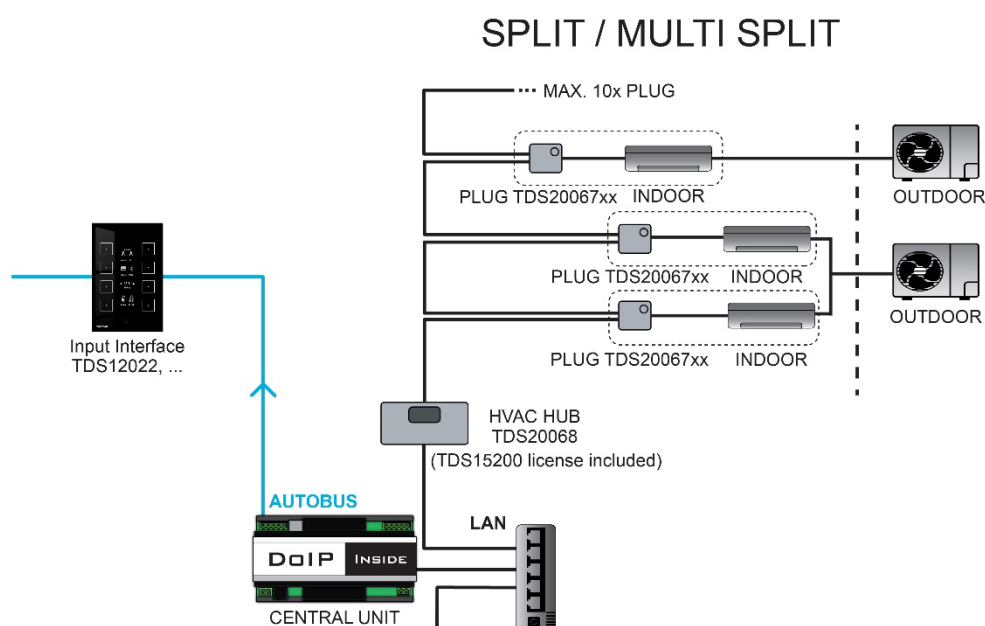 SPLIT / MULTI SPLIT
MAX. 10x PLUG
PLUG TDS20067xx
INDOOR
OUTDOOR
PLUG TDS20067xx
INDOOR
OUTDOOR
PLUG TDS20067xx
INDOOR
Input Interface
TDS12022, ...
HVAC HUB
TDS20068
(TDS15200 license included)
AUTOBUS
LAN
DoIP INSIDE
CENTRAL UNIT